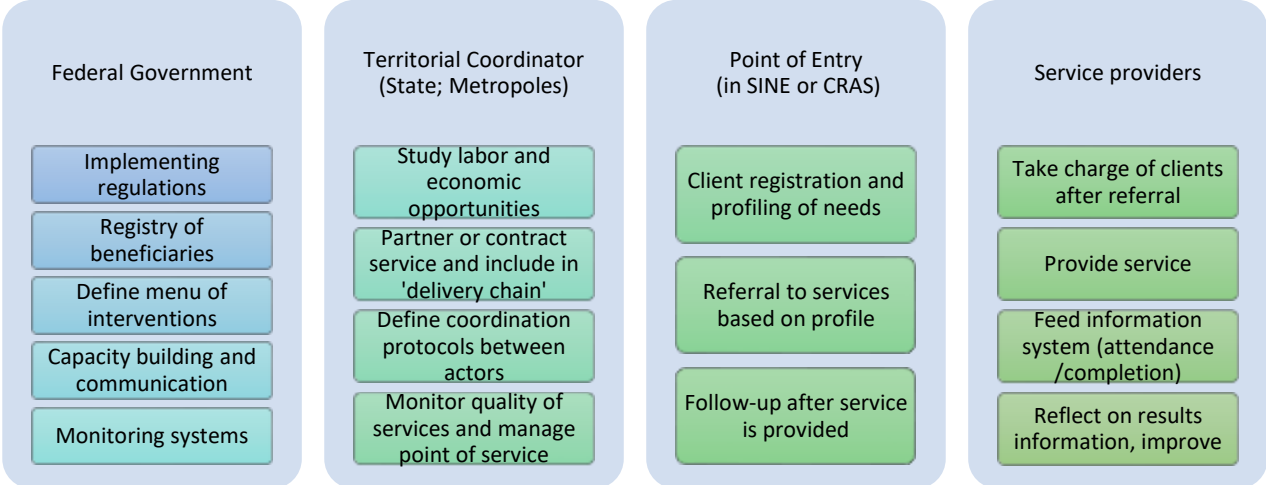 Federal Government
Implementing
regulations
Registry of
beneficiaries
Define menu of
interventions
Capacity building and
communication
Monitoring systems
Territorial Coordinator
(State; Metropoles)
Study labor and
economic
opportunities
Partner or contract
service and include in
'delivery chain'
Define coordination
protocols between
actors
Monitor quality of
services and manage
point of service
Point of Entry
(in SINE or CRAS)
Client registration and
profiling of needs
Referral to services
based on profile
Follow-up after service
is provided
Service providers
Take charge of clients
after referral
Provide service
Feed information
system (attendance
/completion)
Reflect on results
information, improve